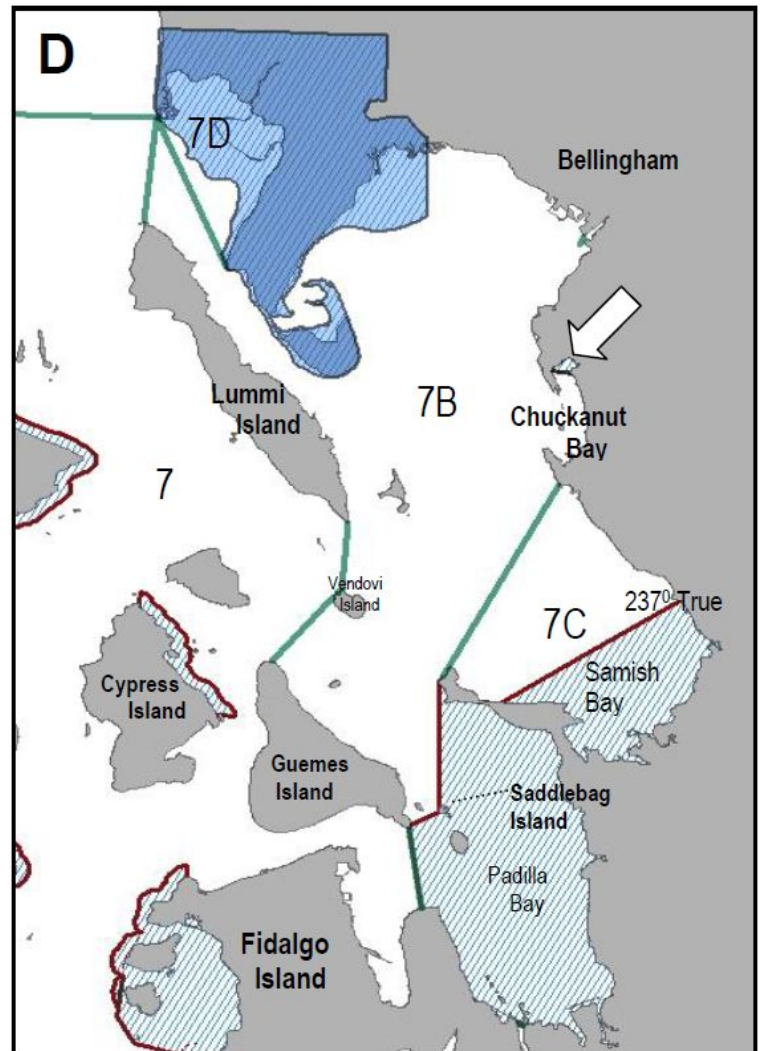 D
7D
Bellingham
Lummi
Island
7B
Chuckanut
Bay
7
Vendovi
Island
7C
237⁰ True
Samish
Bay
Cypress
Island
Guemes
Island
Saddlebag
Island
Padilla
Bay
Fidalgo
Island